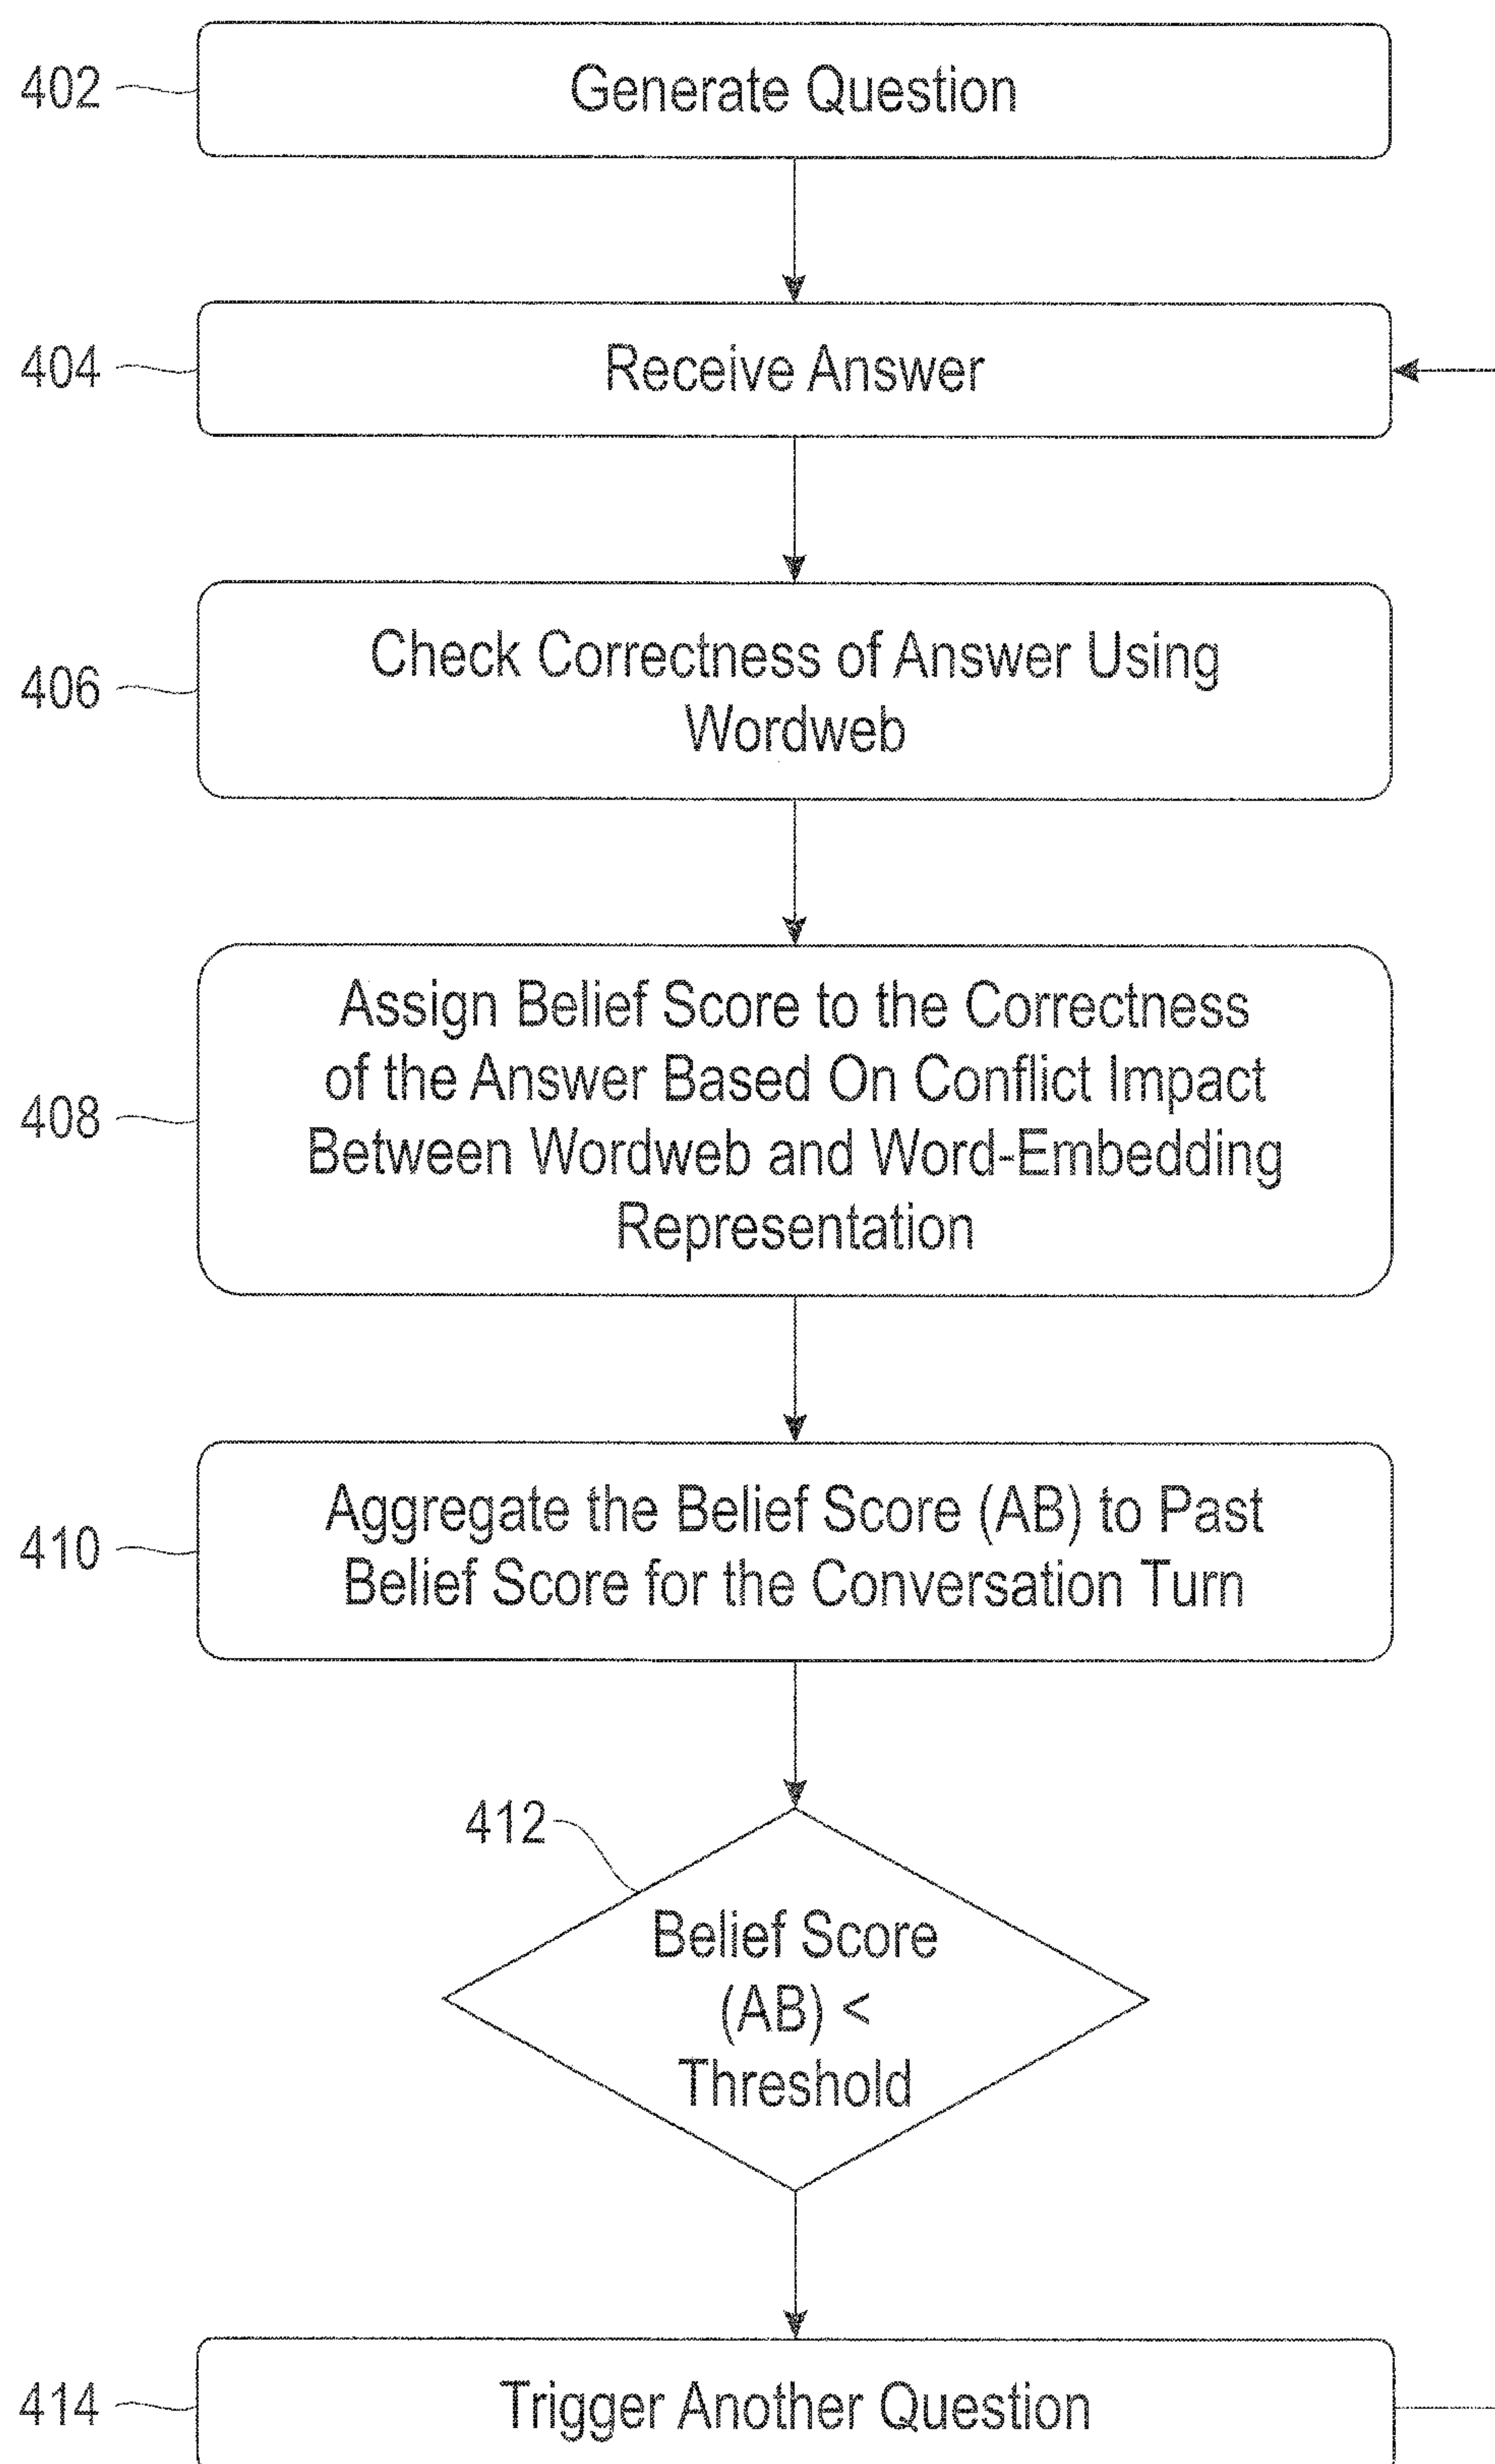 402
Generate Question
404
Receive Answer
406
Check Correctness of Answer Using
Wordweb
408
Assign Belief Score to the Correctness
of the Answer Based On Conflict Impact
Between Wordweb and Word-Embedding
Representation
410
Aggregate the Belief Score (AB) to Past
Belief Score for the Conversation Turn
412
Belief Score
(AB) <
Threshold
414
Trigger Another Question